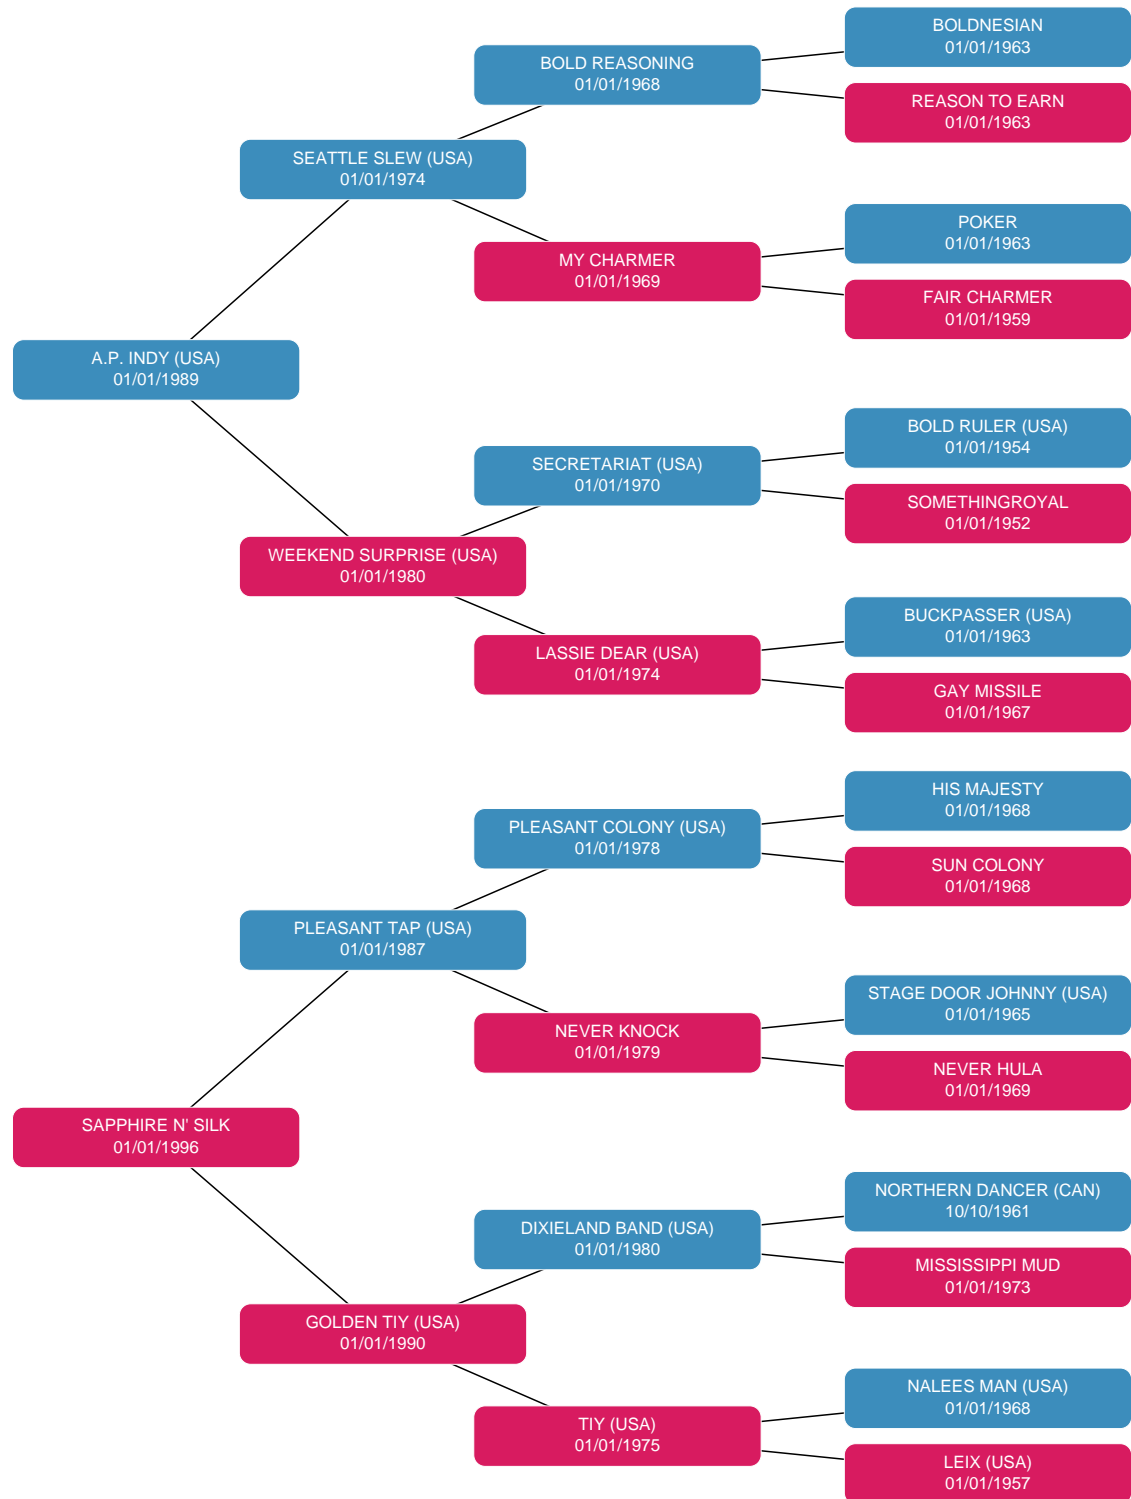 BOLDNESIAN
01/01/1963
BOLD REASONING
01/01/1968
REASON TO EARN
01/01/1963
SEATTLE SLEW (USA)
01/01/1974
POKER
01/01/1963
MY CHARMER
01/01/1969
FAIR CHARMER
01/01/1959
A.P. INDY (USA)
01/01/1989
BOLD RULER (USA)
01/01/1954
SECRETARIAT (USA)
01/01/1970
SOMETHINGROYAL
01/01/1952
WEEKEND SURPRISE (USA)
01/01/1980
BUCKPASSER (USA)
01/01/1963
LASSIE DEAR (USA)
01/01/1974
GAY MISSILE
01/01/1967
HIS MAJESTY
01/01/1968
PLEASANT COLONY (USA)
01/01/1978
SUN COLONY
01/01/1968
PLEASANT TAP (USA)
01/01/1987
STAGE DOOR JOHNNY (USA)
01/01/1965
NEVER KNOCK
01/01/1979
NEVER HULA
01/01/1969
SAPPHIRE N' SILK
01/01/1996
NORTHERN DANCER (CAN)
10/10/1961
DIXIELAND BAND (USA)
01/01/1980
MISSISSIPPI MUD
01/01/1973
GOLDEN TIY (USA)
01/01/1990
NALEES MAN (USA)
01/01/1968
TIY (USA)
01/01/1975
LEIX (USA)
01/01/1957